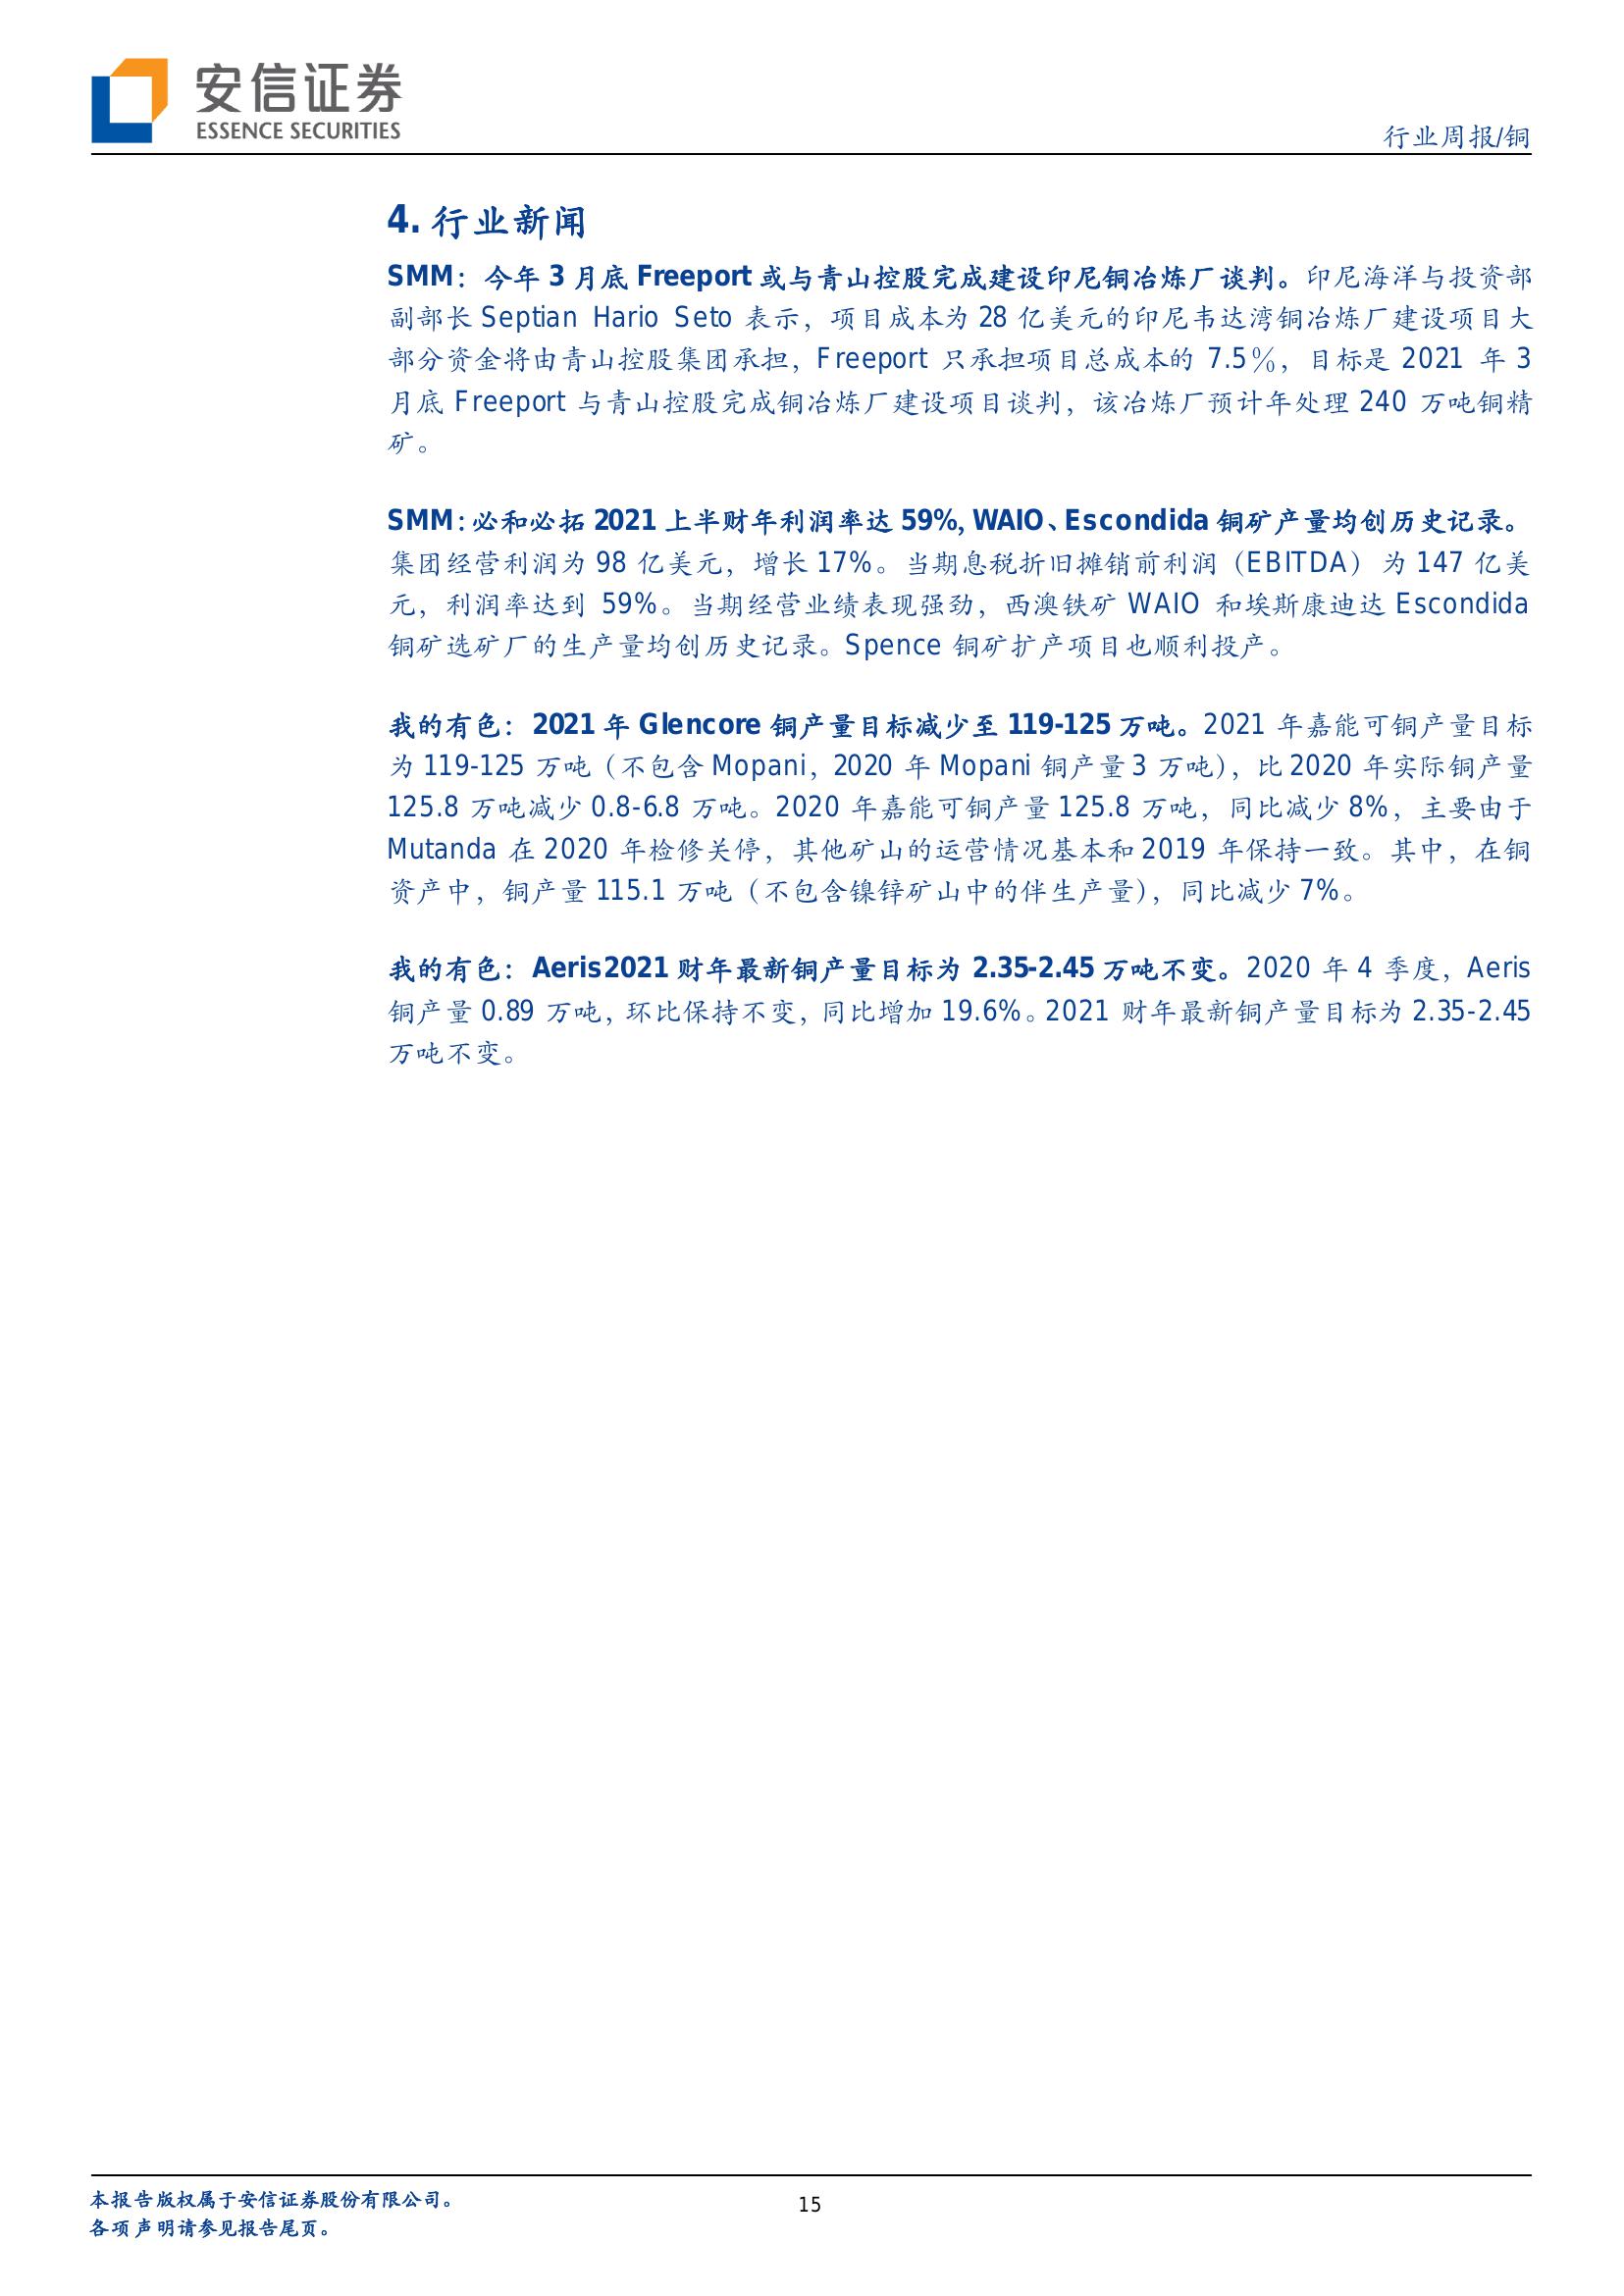 安信证券
ESSENCE SECURITIES
行业周报/铜
4. 行业新闻
SMM：今年 3 月底 Freeport 或与青山控股完成建设印尼铜冶炼厂谈判。印尼海洋与投资部
副部长 Septian Hario Seto 表示，项目成本为 28 亿美元的印尼韦达湾铜冶炼厂建设项目大
部分资金将由青山控股集团承担，Freeport 只承担项目总成本的 7.5％，目标是 2021 年 3
月底 Freeport 与青山控股完成铜冶炼厂建设项目谈判，该冶炼厂预计年处理 240 万吨铜精
矿。
SMM：必和必拓 2021 上半财年利润率达 59%，WAIO、Escondida 铜矿产量均创历史记录。
集团经营利润为 98 亿美元，增长 17%。当期息税折旧摊销前利润（EBITDA）为 147 亿美
元，利润率达到 59%。当期经营业绩表现强劲，西澳铁矿 WAIO 和埃斯康迪达 Escondida
铜矿选矿厂的生产量均创历史记录。Spence 铜矿扩产项目也顺利投产。
我的有色：2021 年 Glencore 铜产量目标减少至 119-125 万吨。2021 年嘉能可铜产量目标
为 119-125 万吨（不包含 Mopani，2020 年 Mopani 铜产量 3 万吨），比 2020 年实际铜产量
125.8 万吨减少 0.8-6.8 万吨。2020 年嘉能可铜产量 125.8 万吨，同比减少 8%，主要由于
Mutanda 在 2020 年检修关停，其他矿山的运营情况基本和 2019 年保持一致。其中，在铜
资产中，铜产量 115.1 万吨（不包含镍锌矿山中的伴生产量），同比减少 7%。
我的有色：Aeris2021 财年最新铜产量目标为 2.35-2.45 万吨不变。2020 年 4 季度，Aeris
铜产量 0.89 万吨，环比保持不变，同比增加 19.6%。2021 财年最新铜产量目标为 2.35-2.45
万吨不变。
本报告版权属于安信证券股份有限公司。
15
各项声明请参见报告尾页。